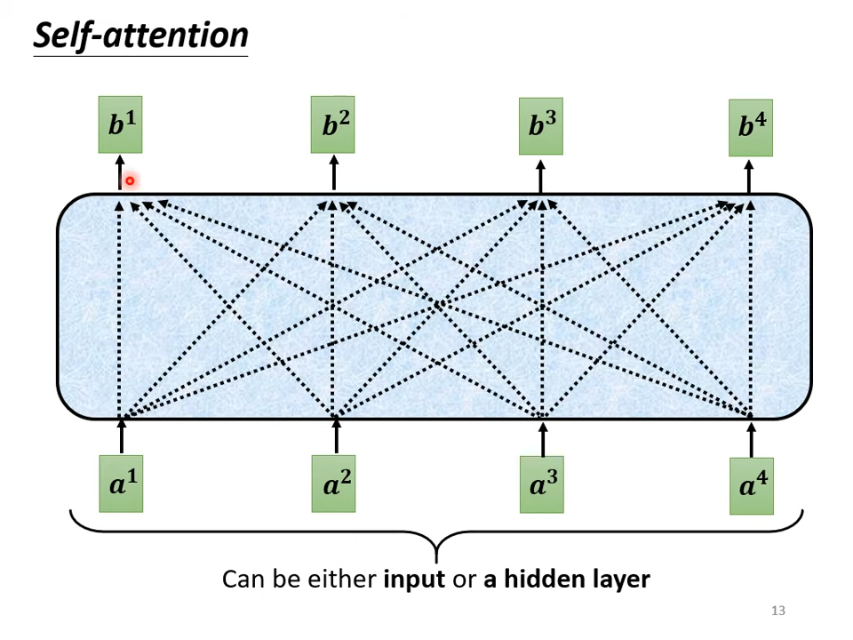 Self-attention
b¹ b² b³ b⁴
a¹ a² a³ a⁴
Can be either input or a hidden layer
13